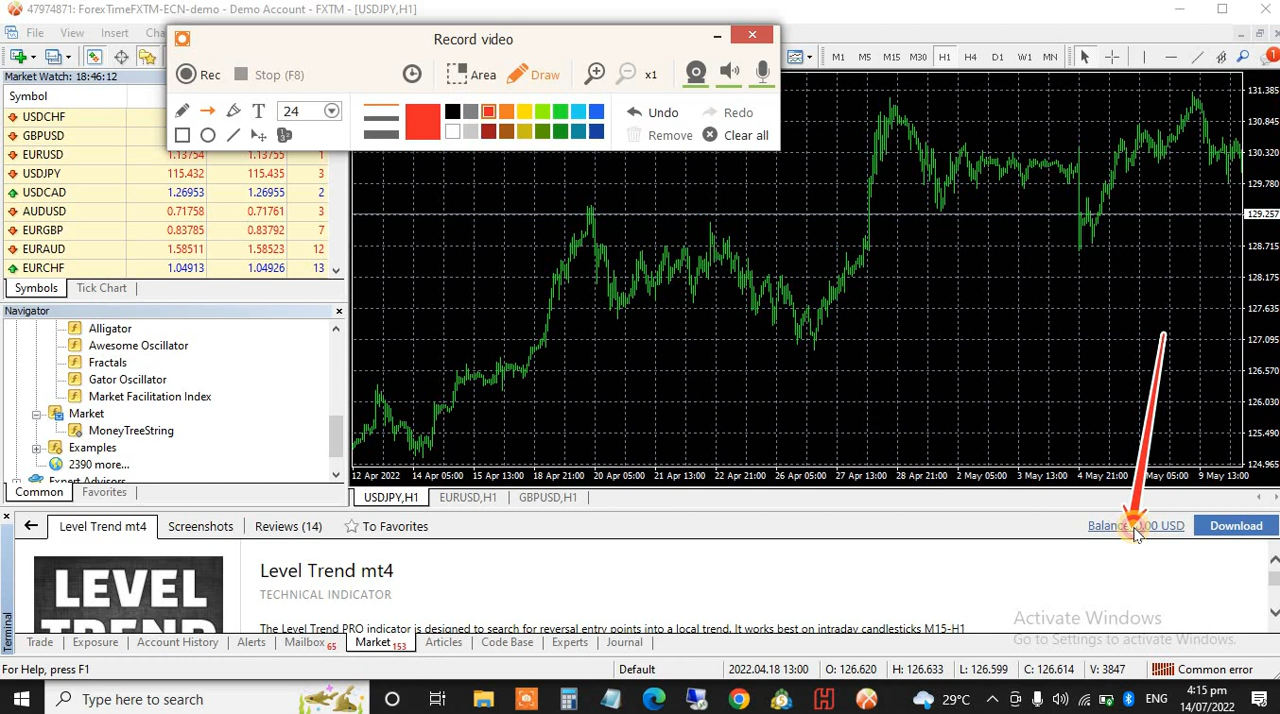 47974871: ForexTimeFXTM-ECN-demo - Demo Account - FXTM - [USDJPY,H1]
File View Insert
Record video
Rec Stop (F8) Area Draw x1
M1 M5 M15 M30 H1 H4 D1 W1 MN
1
T 24 Undo Redo
Remove Clear all
Market Watch: 18:46:12
Symbol
USDCHF
GBPUSD
EURUSD 1.13754 1.13755 1
USDJPY 115.432 115.435 3
USDCAD 1.26953 1.26955 2
AUDUSD 0.71758 0.71761 3
EURGBP 0.83785 0.83792 7
EURAUD 1.58511 1.58523 12
EURCHF 1.04913 1.04926 13
Symbols Tick Chart
Navigator
Alligator
Awesome Oscillator
Fractals
Gator Oscillator
Market Facilitation Index
Market
MoneyTreeString
Examples
2390 more...
Expert Advisors
Common Favorites
131.385
130.845
130.320
129.780
129.257
128.715
128.175
127.635
127.095
126.570
126.030
125.490
124.965
12 Apr 2022 14 Apr 05:00 15 Apr 13:00 18 Apr 21:00 20 Apr 05:00 21 Apr 13:00 22 Apr 21:00 26 Apr 05:00 27 Apr 13:00 28 Apr 21:00 2 May 05:00 3 May 13:00 4 May 21:00 May 05:00 9 May 13:00
USDJPY,H1 EURUSD,H1 GBPUSD,H1
Level Trend mt4 Screenshots Reviews (14) To Favorites USD Download
LEVEL
TREND
Level Trend mt4
TECHNICAL INDICATOR
The Level Trend PRO indicator is designed to search for reversal entry points into a local trend. It works best on intraday candlesticks M15-H1
Activate Windows
Go to Settings to activate Windows.
Terminal
Trade Exposure Account History Alerts Mailbox 65 Market 153 Articles Code Base Experts Journal
For Help, press F1 Default 2022.04.18 13:00 O: 126.620 H: 126.633 L: 126.599 C: 126.614 V: 3847 Common error
Type here to search 29°C ENG 4:15 pm
14/07/2022